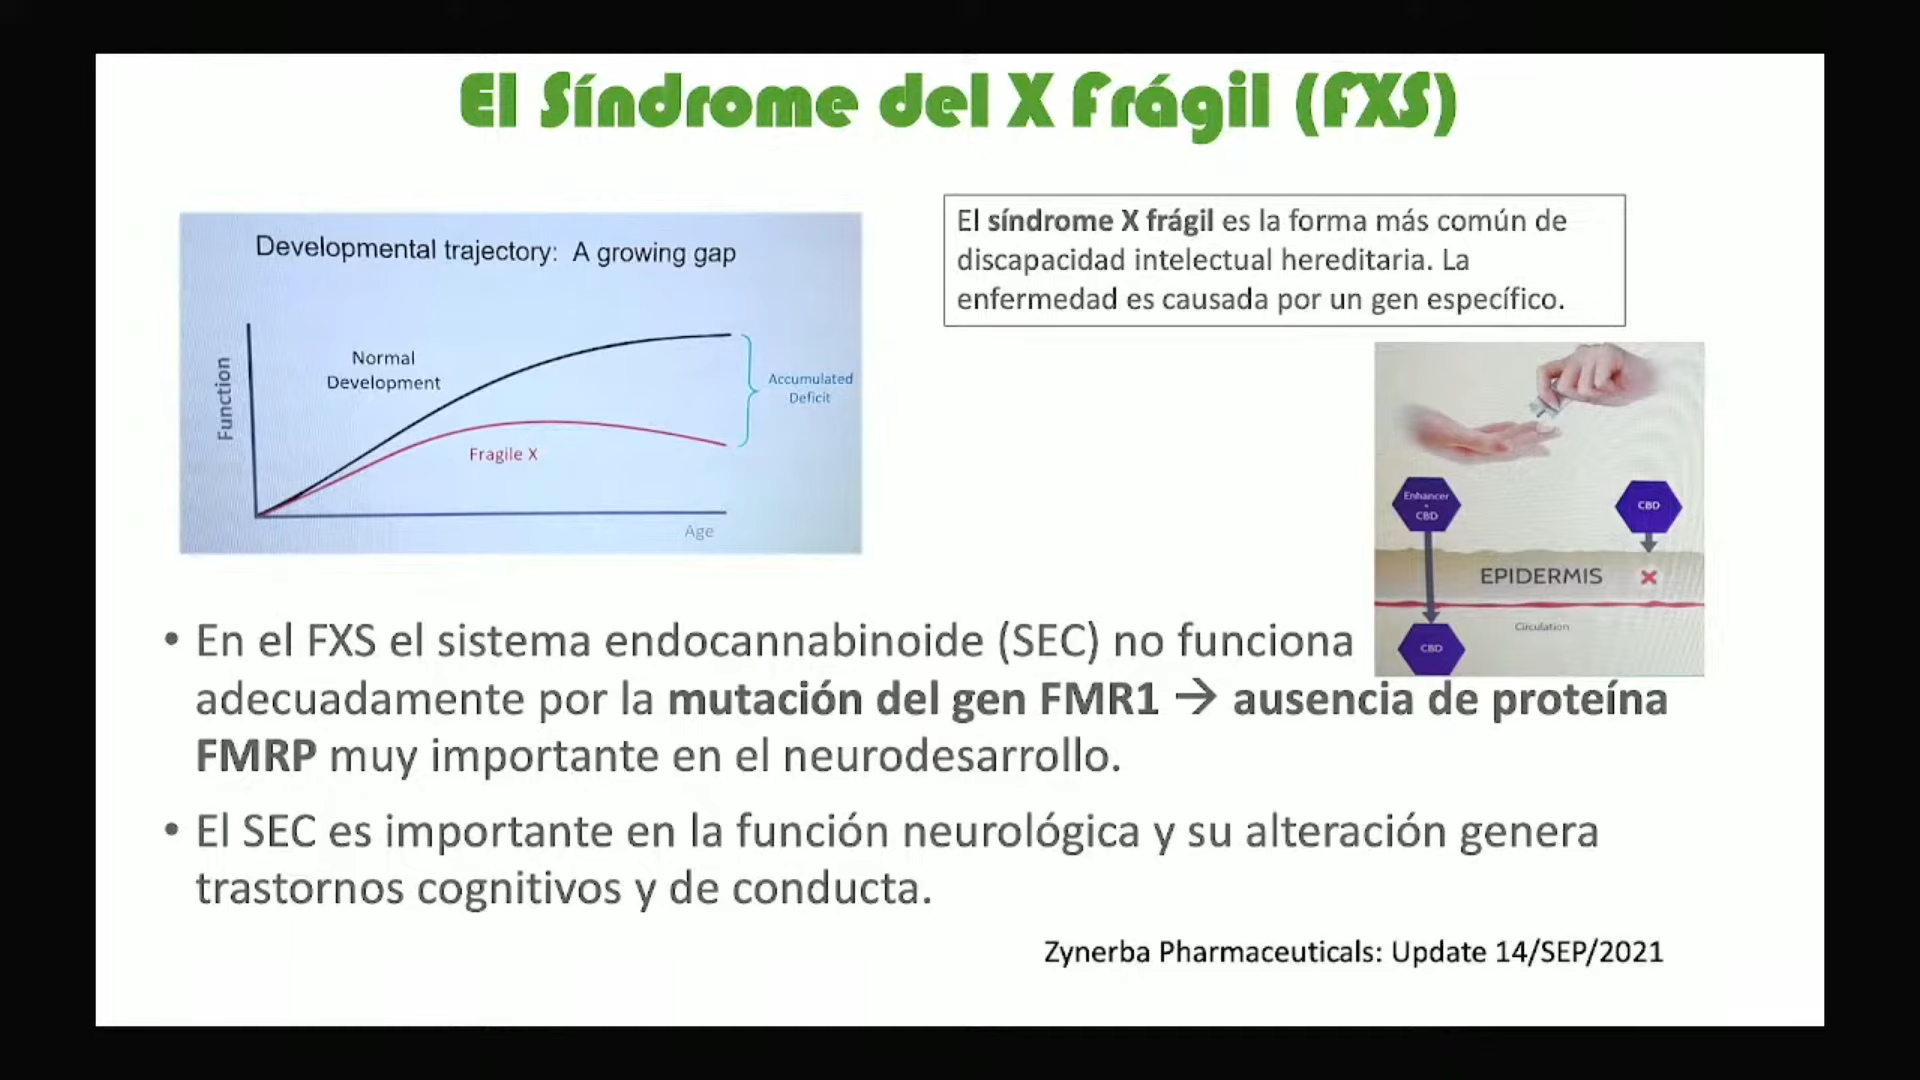 El Síndrome del X Frágil (FXS)
Developmental trajectory: A growing gap
Function
Normal
Development
Fragile X
Accumulated
Deficit
Age
El síndrome X frágil es la forma más común de
discapacidad intelectual hereditaria. La
enfermedad es causada por un gen específico.
Enhancer
+
CBD
CBD
EPIDERMIS
Circulation
CBD
• En el FXS el sistema endocannabinoide (SEC) no funciona
adecuadamente por la mutación del gen FMR1 → ausencia de proteína
FMRP muy importante en el neurodesarrollo.
• El SEC es importante en la función neurológica y su alteración genera
trastornos cognitivos y de conducta.
Zynerba Pharmaceuticals: Update 14/SEP/2021